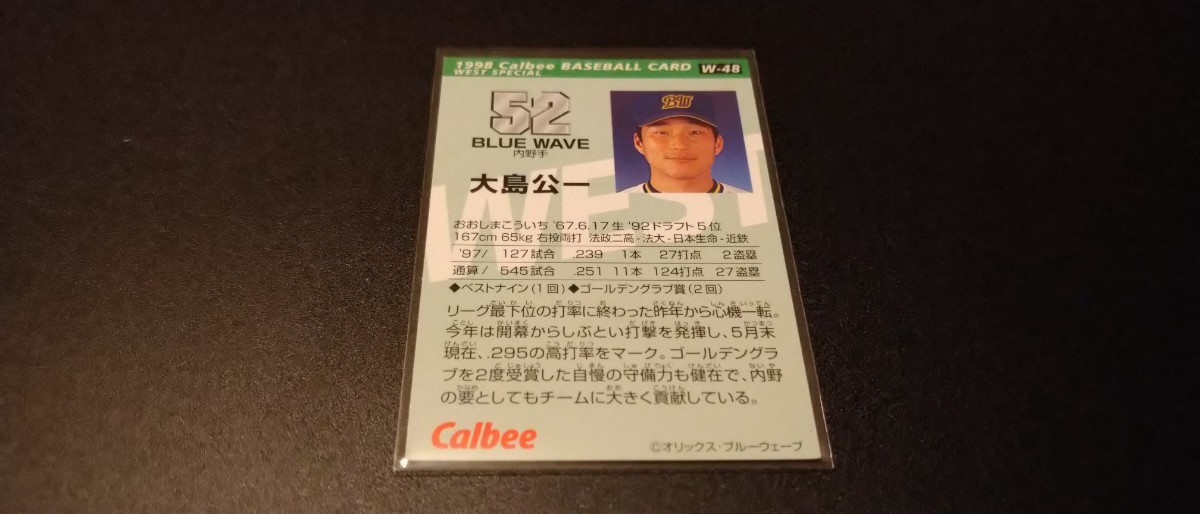 1998 Calbee BASEBALL CARD W-48
WEST SPECIAL
52
BW
BLUE WAVE
内野手
大島公一
WEST
おおしまこういち '67.6.17生 '92ドラフト5位
167cm 65kg 右投両打 法政二高-法大-日本生命-近鉄
'97/ 127試合 .239 1本 27打点 2盗塁
通算/ 545試合 .251 11本 124打点 27盗塁
◆ベストナイン(1回)◆ゴールデングラブ賞(2回)
リーグ最下位の打率に終わった昨年から心機一転。
今年は開幕からしぶとい打撃を発揮し、5月末
現在、.295の高打率をマーク。ゴールデングラ
ブを2度受賞した自慢の守備力も健在で、内野
の要としてもチームに大きく貢献している。
Calbee
©オリックス・ブルーウェーブ